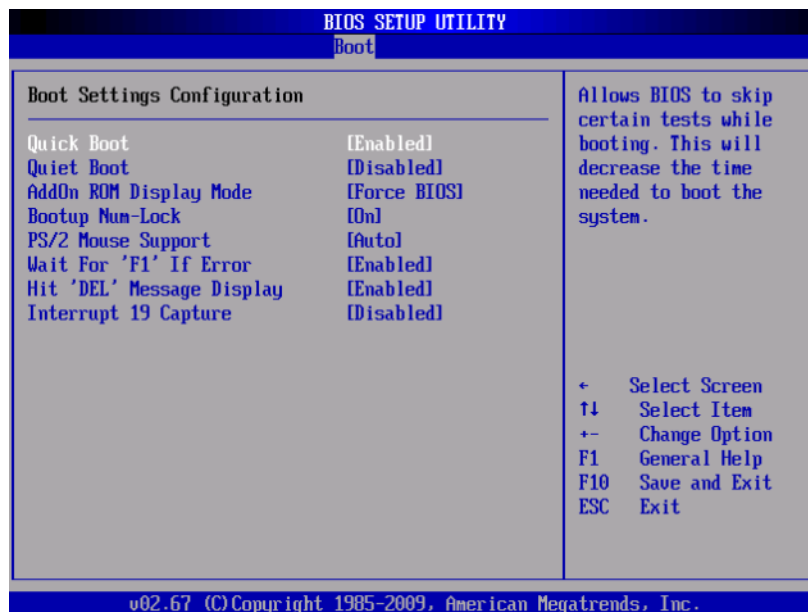 BIOS SETUP UTILITY
Boot
Boot Settings Configuration
Quick Boot [Enabled]
Quiet Boot [Disabled]
AddOn ROM Display Mode [Force BIOS]
Bootup Num-Lock [On]
PS/2 Mouse Support [Auto]
Wait For 'F1' If Error [Enabled]
Hit 'DEL' Message Display [Enabled]
Interrupt 19 Capture [Disabled]
Allows BIOS to skip
certain tests while
booting. This will
decrease the time
needed to boot the
system.
← Select Screen
↑↓ Select Item
+- Change Option
F1 General Help
F10 Save and Exit
ESC Exit
v02.67 (C)Copyright 1985-2009, American Megatrends, Inc.